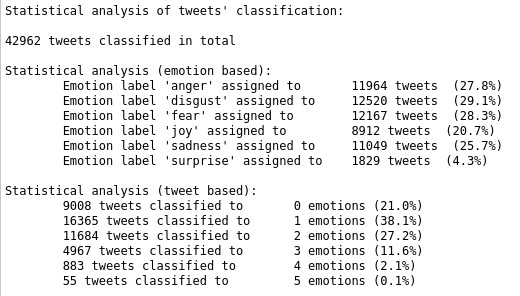 Statistical analysis of tweets' classification:
42962 tweets classified in total
Statistical analysis (emotion based):
Emotion label 'anger' assigned to 11964 tweets (27.8%)
Emotion label 'disgust' assigned to 12520 tweets (29.1%)
Emotion label 'fear' assigned to 12167 tweets (28.3%)
Emotion label 'joy' assigned to 8912 tweets (20.7%)
Emotion label 'sadness' assigned to 11049 tweets (25.7%)
Emotion label 'surprise' assigned to 1829 tweets (4.3%)
Statistical analysis (tweet based):
9008 tweets classified to 0 emotions (21.0%)
16365 tweets classified to 1 emotions (38.1%)
11684 tweets classified to 2 emotions (27.2%)
4967 tweets classified to 3 emotions (11.6%)
883 tweets classified to 4 emotions (2.1%)
55 tweets classified to 5 emotions (0.1%)